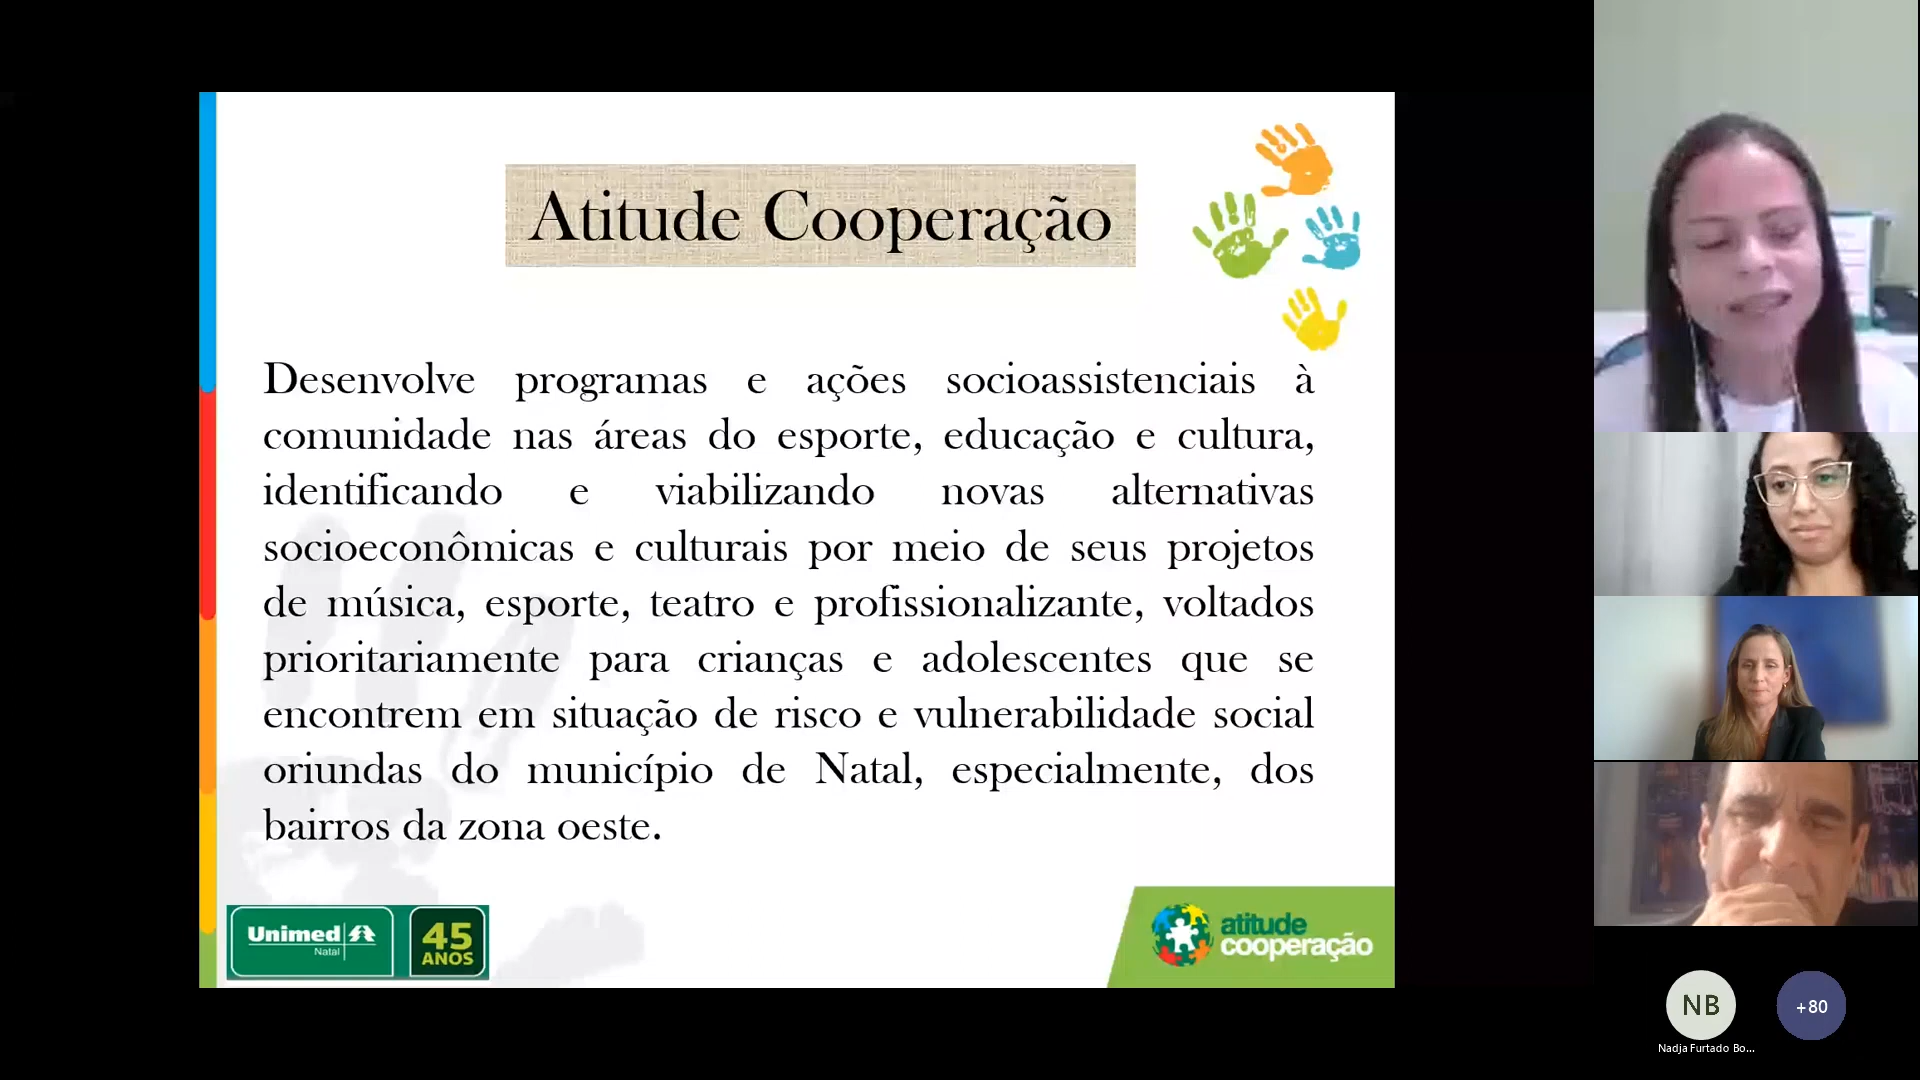 Atitude Cooperação
Desenvolve programas e ações socioassistenciais à
comunidade nas áreas do esporte, educação e cultura,
identificando e viabilizando novas alternativas
socioeconômicas e culturais por meio de seus projetos
de música, esporte, teatro e profissionalizante, voltados
prioritariamente para crianças e adolescentes que se
encontrem em situação de risco e vulnerabilidade social
oriundas do município de Natal, especialmente, dos
bairros da zona oeste.
Unimed
Natal
45
ANOS
atitude
cooperação
NB
+80
Nadja Furtado Bo...